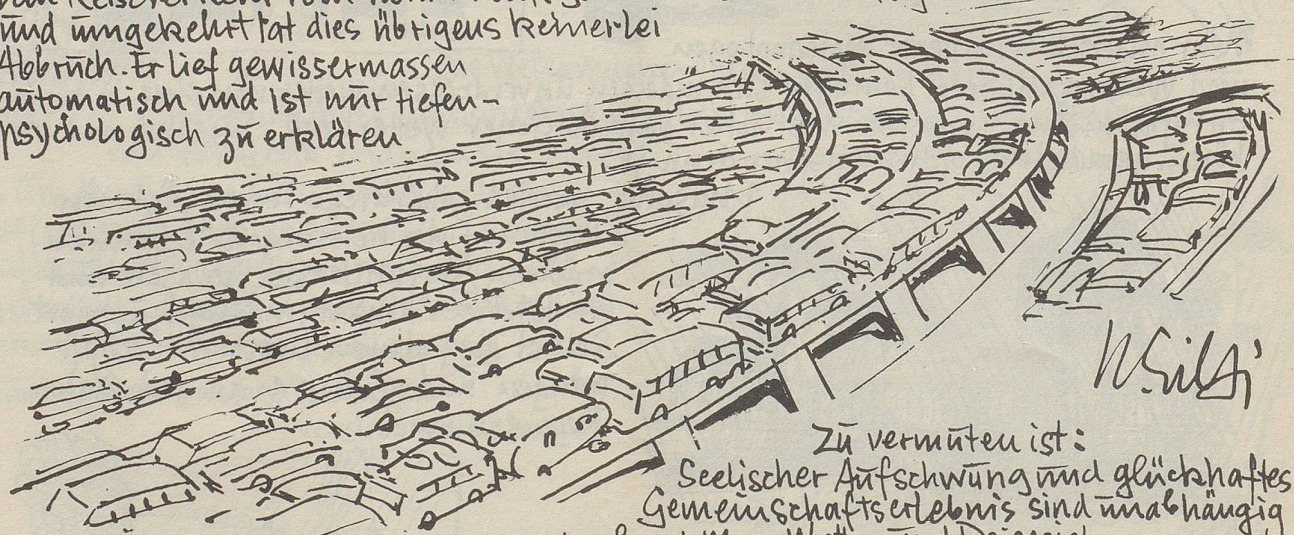 und umgekehrt tat dies übrigens keinerlei
Abbruch. Er lief gewissermassen
automatisch und ist nur tiefen-
psychologisch zu erklären.
Zu vermuten ist:
Seelischer Aufschwung und glückhaftes
Gemeinschaftserlebnis sind unabhängig